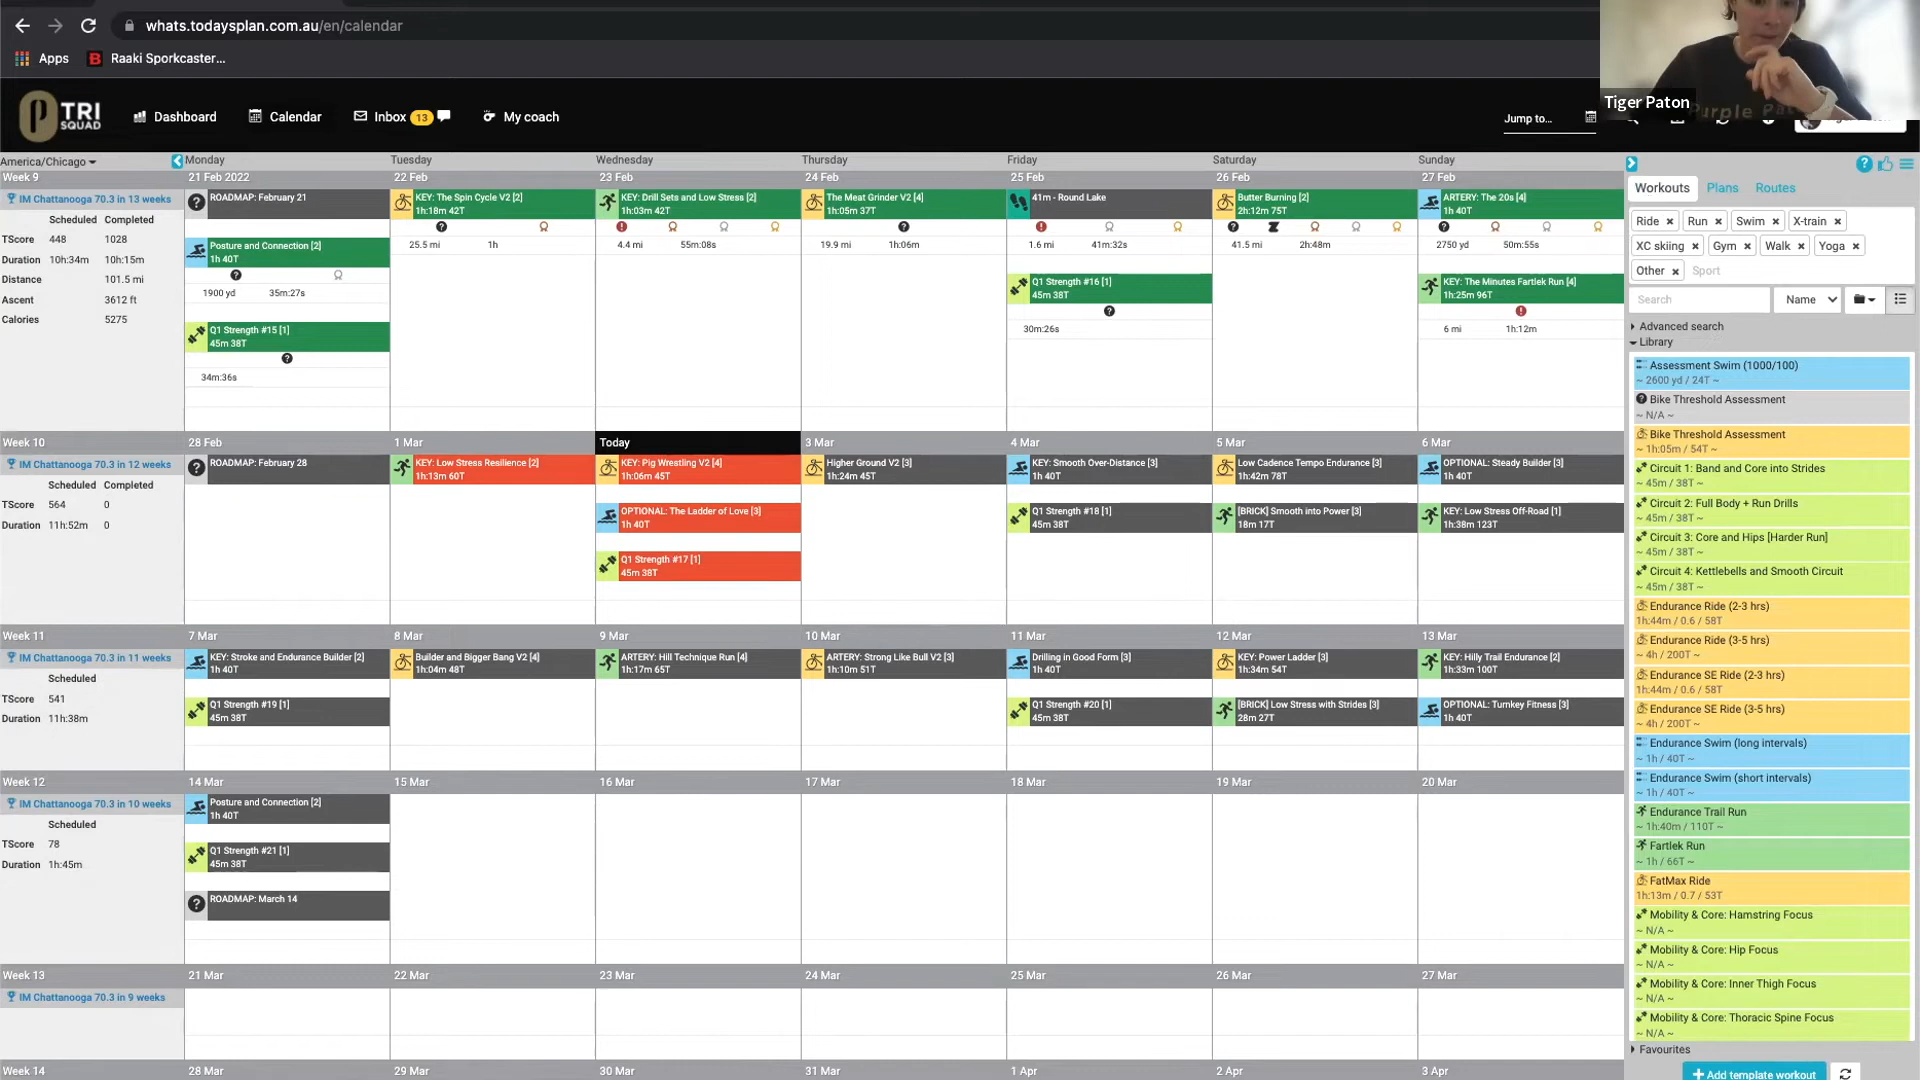 whats.todaysplan.com.au/en/calendar
Apps
Raaki Sporkcaster...
Tiger Paton
TRI
SQUAD
Dashboard
Calendar
Inbox 13
My coach
Jump to...
America/Chicago
Monday Tuesday Wednesday Thursday Friday Saturday Sunday
Week 9 21 Feb 2022 22 Feb 23 Feb 24 Feb 25 Feb 26 Feb 27 Feb
IM Chattanooga 70.3 in 13 weeks
Scheduled Completed
TScore 448 1028
Duration 10h:34m 10h:15m
Distance 101.5 mi
Ascent 3612 ft
Calories 5275
ROADMAP: February 21
Posture and Connection [2]
1h 40T
1900 yd 35m:27s
Q1 Strength #15 [1]
45m 38T
34m:36s
KEY: The Spin Cycle V2 [2]
1h:18m 42T
25.5 mi 1h
KEY: Drill Sets and Low Stress [2]
1h:03m 42T
4.4 mi 55m:08s
The Meat Grinder V2 [4]
1h:05m 37T
19.9 mi 1h:06m
41m - Round Lake
1.6 mi 41m:32s
Q1 Strength #16 [1]
45m 38T
30m:26s
Butter Burning [2]
2h:12m 75T
41.5 mi 2h:48m
ARTERY: The 20s [4]
1h 40T
2750 yd 50m:55s
KEY: The Minutes Fartlek Run [4]
1h:25m 96T
6 mi 1h:12m
Week 10 28 Feb 1 Mar Today 3 Mar 4 Mar 5 Mar 6 Mar
IM Chattanooga 70.3 in 12 weeks
Scheduled Completed
TScore 564 0
Duration 11h:52m 0
ROADMAP: February 28
KEY: Low Stress Resilience [2]
1h:13m 60T
KEY: Pig Wrestling V2 [4]
1h:06m 45T
OPTIONAL: The Ladder of Love [3]
1h 40T
Q1 Strength #17 [1]
45m 38T
Higher Ground V2 [3]
1h:24m 45T
KEY: Smooth Over-Distance [3]
1h 40T
Q1 Strength #18 [1]
45m 38T
Low Cadence Tempo Endurance [3]
1h:42m 78T
[BRICK] Smooth into Power [3]
18m 17T
OPTIONAL: Steady Builder [3]
1h 40T
KEY: Low Stress Off-Road [1]
1h:38m 123T
Week 11 7 Mar 8 Mar 9 Mar 10 Mar 11 Mar 12 Mar 13 Mar
IM Chattanooga 70.3 in 11 weeks
Scheduled
TScore 541
Duration 11h:38m
KEY: Stroke and Endurance Builder [2]
1h 40T
Q1 Strength #19 [1]
45m 38T
Builder and Bigger Bang V2 [4]
1h:04m 48T
ARTERY: Hill Technique Run [4]
1h:17m 65T
ARTERY: Strong Like Bull V2 [3]
1h:10m 51T
Drilling in Good Form [3]
1h 40T
Q1 Strength #20 [1]
45m 38T
KEY: Power Ladder [3]
1h:34m 54T
[BRICK] Low Stress with Strides [3]
28m 27T
KEY: Hilly Trail Endurance [2]
1h:33m 100T
OPTIONAL: Turnkey Fitness [3]
1h 40T
Week 12 14 Mar 15 Mar 16 Mar 17 Mar 18 Mar 19 Mar 20 Mar
IM Chattanooga 70.3 in 10 weeks
Scheduled
TScore 78
Duration 1h:45m
Posture and Connection [2]
1h 40T
Q1 Strength #21 [1]
45m 38T
ROADMAP: March 14
Week 13 21 Mar 22 Mar 23 Mar 24 Mar 25 Mar 26 Mar 27 Mar
IM Chattanooga 70.3 in 9 weeks
Week 14 28 Mar 29 Mar 30 Mar 31 Mar 1 Apr 2 Apr 3 Apr
Workouts Plans Routes
Ride × Run × Swim × X-train ×
XC skiing × Gym × Walk × Yoga ×
Other × Sport
Search Name
Advanced search
Library
Assessment Swim (1000/100)
~ 2600 yd / 24T ~
Bike Threshold Assessment
~ N/A ~
Bike Threshold Assessment
~ 1h:05m / 54T ~
Circuit 1: Band and Core into Strides
~ 45m / 38T ~
Circuit 2: Full Body + Run Drills
~ 45m / 38T ~
Circuit 3: Core and Hips [Harder Run]
~ 45m / 38T ~
Circuit 4: Kettlebells and Smooth Circuit
~ 45m / 38T ~
Endurance Ride (2-3 hrs)
1h:44m / 0.6 / 58T
Endurance Ride (3-5 hrs)
~ 4h / 200T ~
Endurance SE Ride (2-3 hrs)
1h:44m / 0.6 / 58T
Endurance SE Ride (3-5 hrs)
~ 4h / 200T ~
Endurance Swim (long intervals)
~ 1h / 40T ~
Endurance Swim (short intervals)
~ 1h / 40T ~
Endurance Trail Run
~ 1h:40m / 110T ~
Fartlek Run
~ 1h / 66T ~
FatMax Ride
1h:13m / 0.7 / 53T
Mobility & Core: Hamstring Focus
~ N/A ~
Mobility & Core: Hip Focus
~ N/A ~
Mobility & Core: Inner Thigh Focus
~ N/A ~
Mobility & Core: Thoracic Spine Focus
~ N/A ~
Favourites
Add template workout